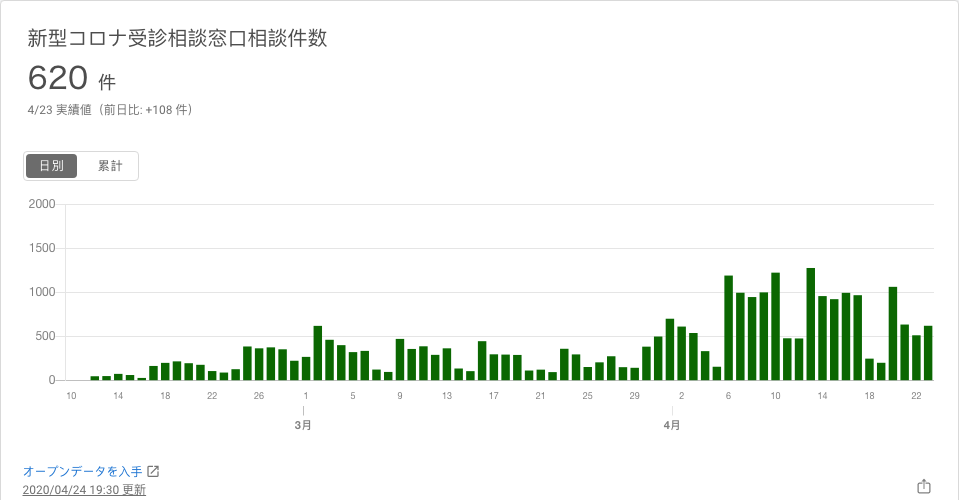 新型コロナ受診相談窓口相談件数
620 件
4/23 実績値（前日比: +108 件）
日別 累計
2000
1500
1000
500
0
10 14 18 22 26 1 5 9 13 17 21 25 29 2 6 10 14 18 22
3月 4月
オープンデータを入手
2020/04/24 19:30 更新